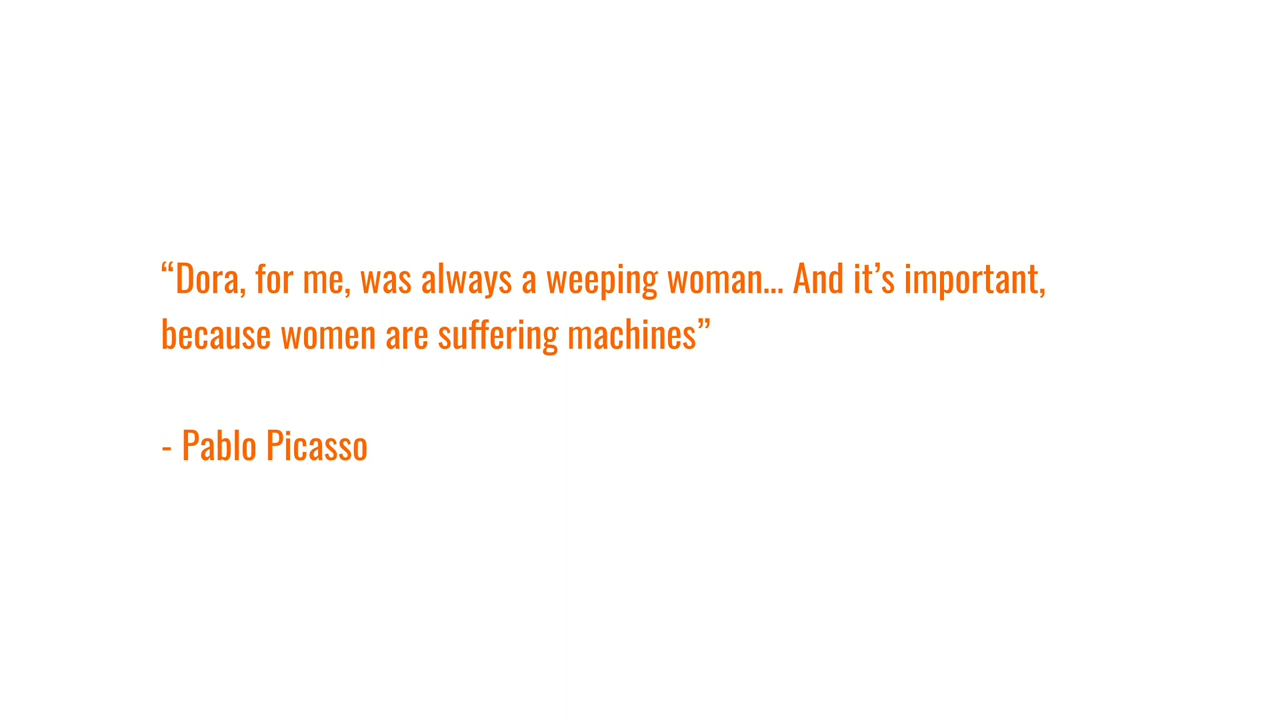 “Dora, for me, was always a weeping woman... And it’s important,
because women are suffering machines”
- Pablo Picasso